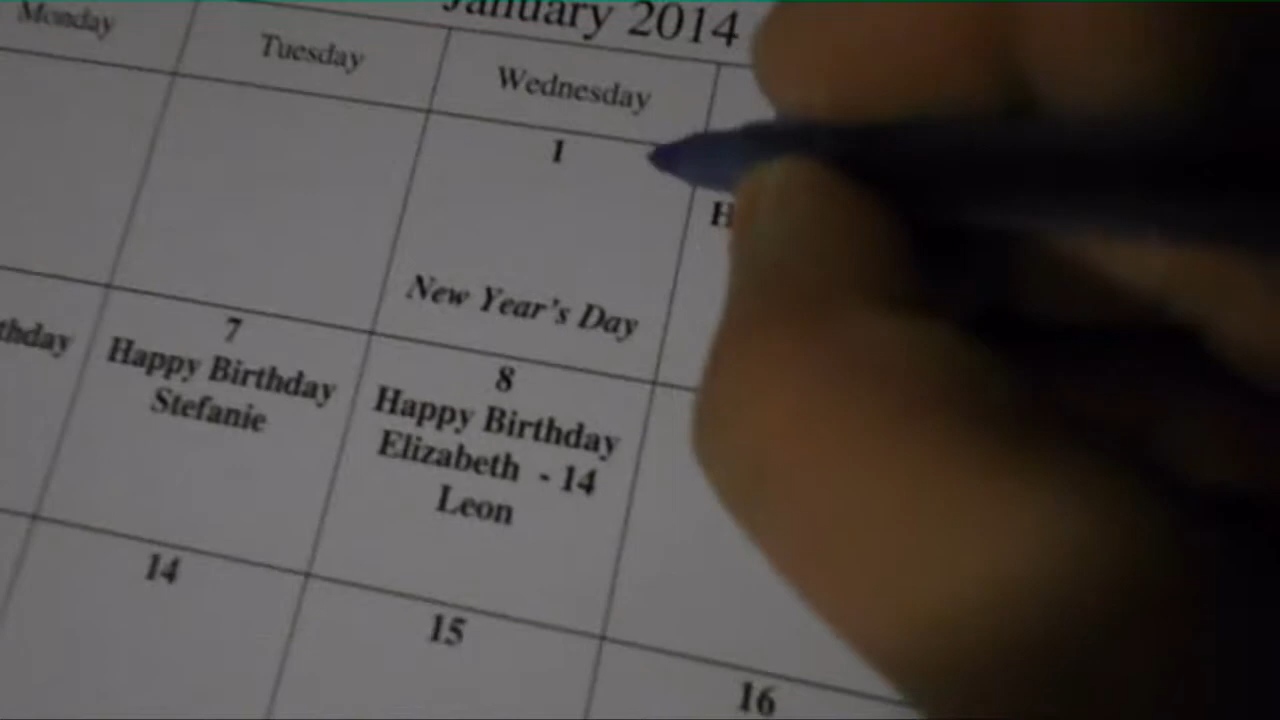 January 2014
Monday
Tuesday
Wednesday
1
New Year's Day
7
Happy Birthday
Stefanie
8
Happy Birthday
Elizabeth - 14
Leon
14
15
16